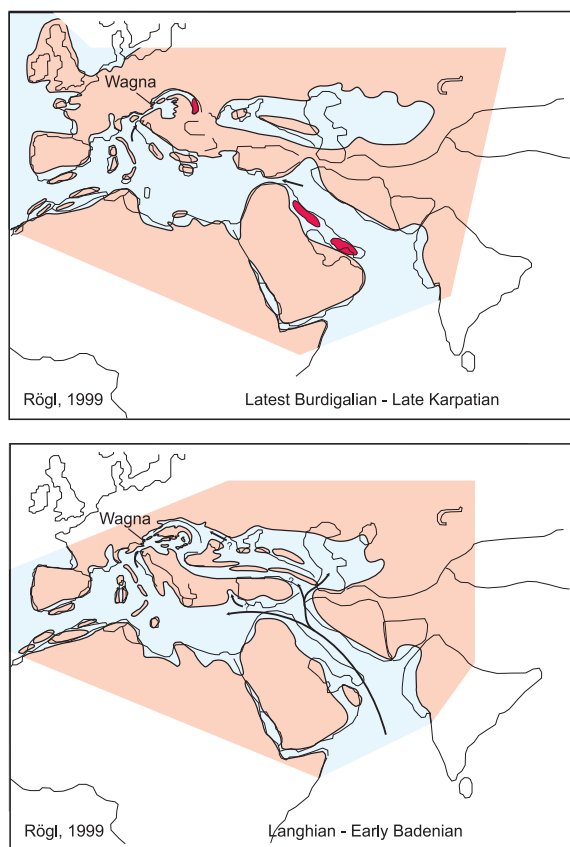 Wagna
Rögl, 1999
Latest Burdigalian - Late Karpatian
Wagna
?
?
?
Rögl, 1999
Langhian - Early Badenian